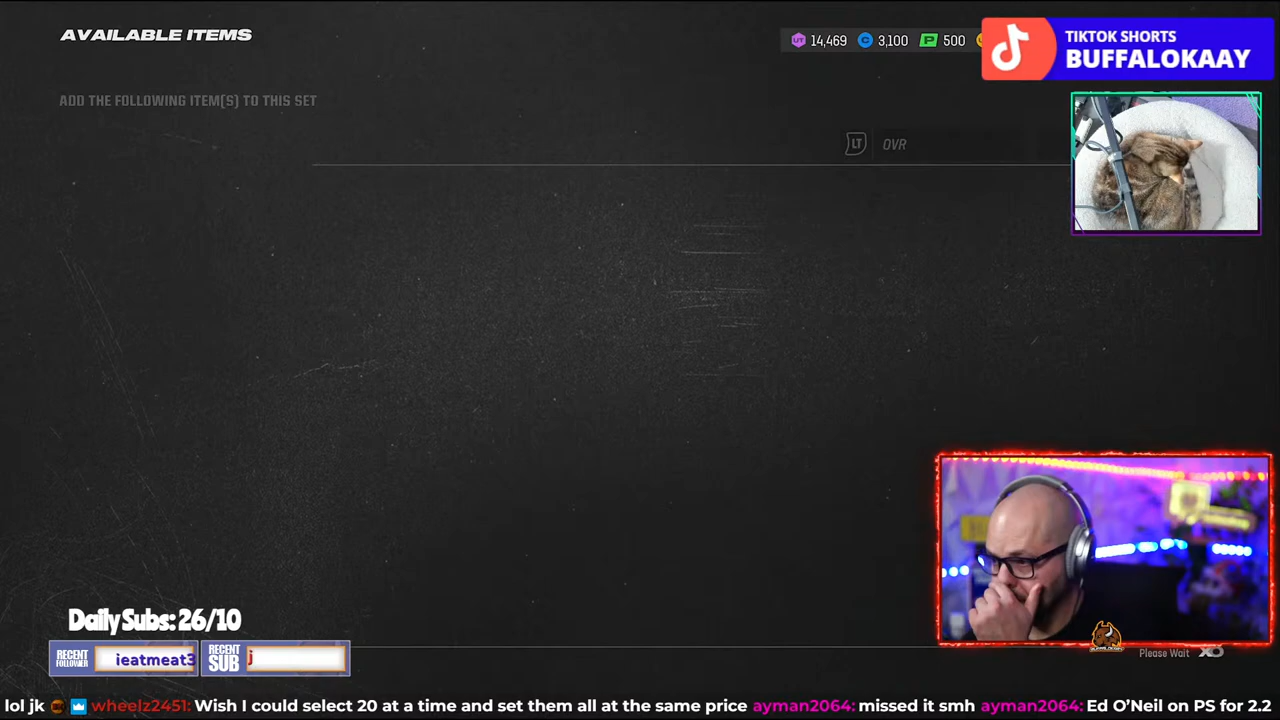 AVAILABLE ITEMS
UT 14,469 C 3,100 P 500
TIKTOK SHORTS
BUFFALOKAAY
ADD THE FOLLOWING ITEM(S) TO THIS SET
LT OVR
Daily Subs: 26/10
RECENT FOLLOWER ieatmeat3
RECENT SUB j
Please Wait
lol jk wheelz2451: Wish I could select 20 at a time and set them all at the same price ayman2064: missed it smh ayman2064: Ed O'Neil on PS for 2.2